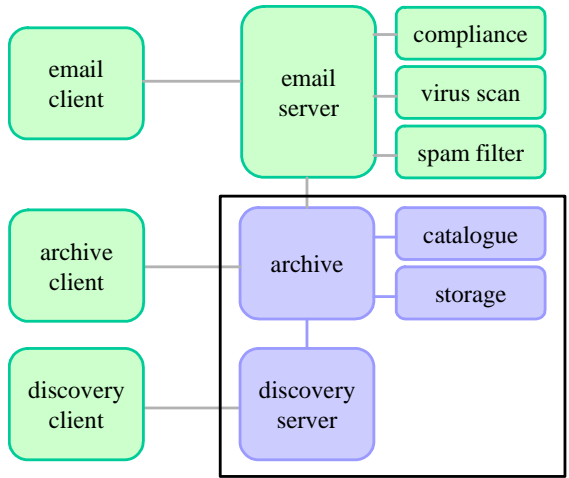 email
client
email
server
compliance
virus scan
spam filter
archive
client
archive
catalogue
storage
discovery
client
discovery
server